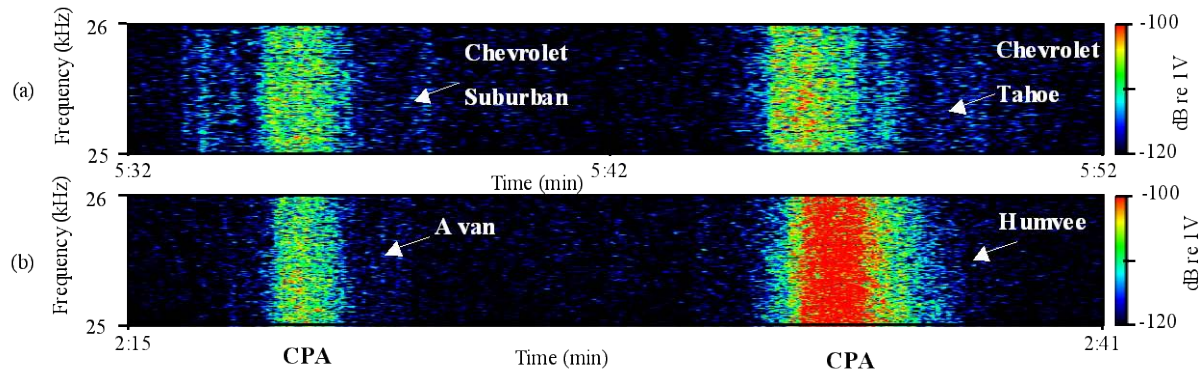 (a)
Frequency (kHz)
26
25
Chevrolet
Suburban
Chevrolet
Tahoe
5:32
5:42
5:52
Time (min)
-100
-120
dB re 1V
(b)
Frequency (kHz)
26
25
A van
Humvee
2:15
2:41
CPA
Time (min)
CPA
-100
-120
dB re 1V